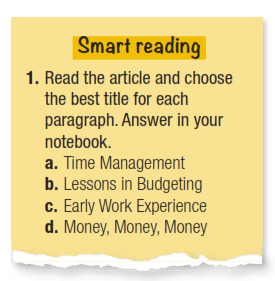 Smart reading
1. Read the article and choose
the best title for each
paragraph. Answer in your
notebook.
a. Time Management
b. Lessons in Budgeting
c. Early Work Experience
d. Money, Money, Money